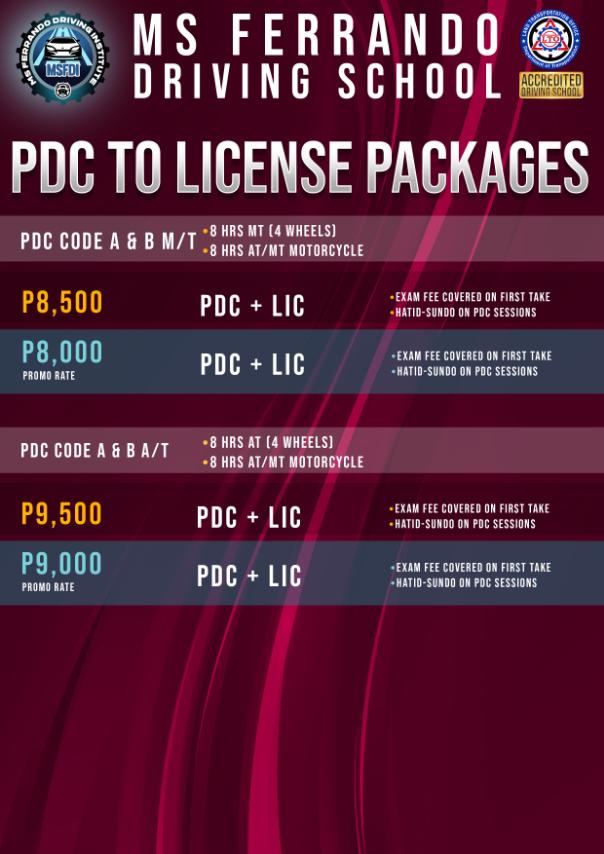 MS FERRANDO DRIVING INSTITUTE
MSFDI
MS FERRANDO
DRIVING SCHOOL
LAND TRANSPORTATION OFFICE
LTO
Department of Transportation
ACCREDITED
DRIVING SCHOOL
PDC TO LICENSE PACKAGES
PDC CODE A & B M/T
•8 HRS MT (4 WHEELS)
•8 HRS AT/MT MOTORCYCLE
P8,500
PDC + LIC
•EXAM FEE COVERED ON FIRST TAKE
•HATID-SUNDO ON PDC SESSIONS
P8,000
PROMO RATE
PDC + LIC
•EXAM FEE COVERED ON FIRST TAKE
•HATID-SUNDO ON PDC SESSIONS
PDC CODE A & B A/T
•8 HRS AT (4 WHEELS)
•8 HRS AT/MT MOTORCYCLE
P9,500
PDC + LIC
•EXAM FEE COVERED ON FIRST TAKE
•HATID-SUNDO ON PDC SESSIONS
P9,000
PROMO RATE
PDC + LIC
•EXAM FEE COVERED ON FIRST TAKE
•HATID-SUNDO ON PDC SESSIONS